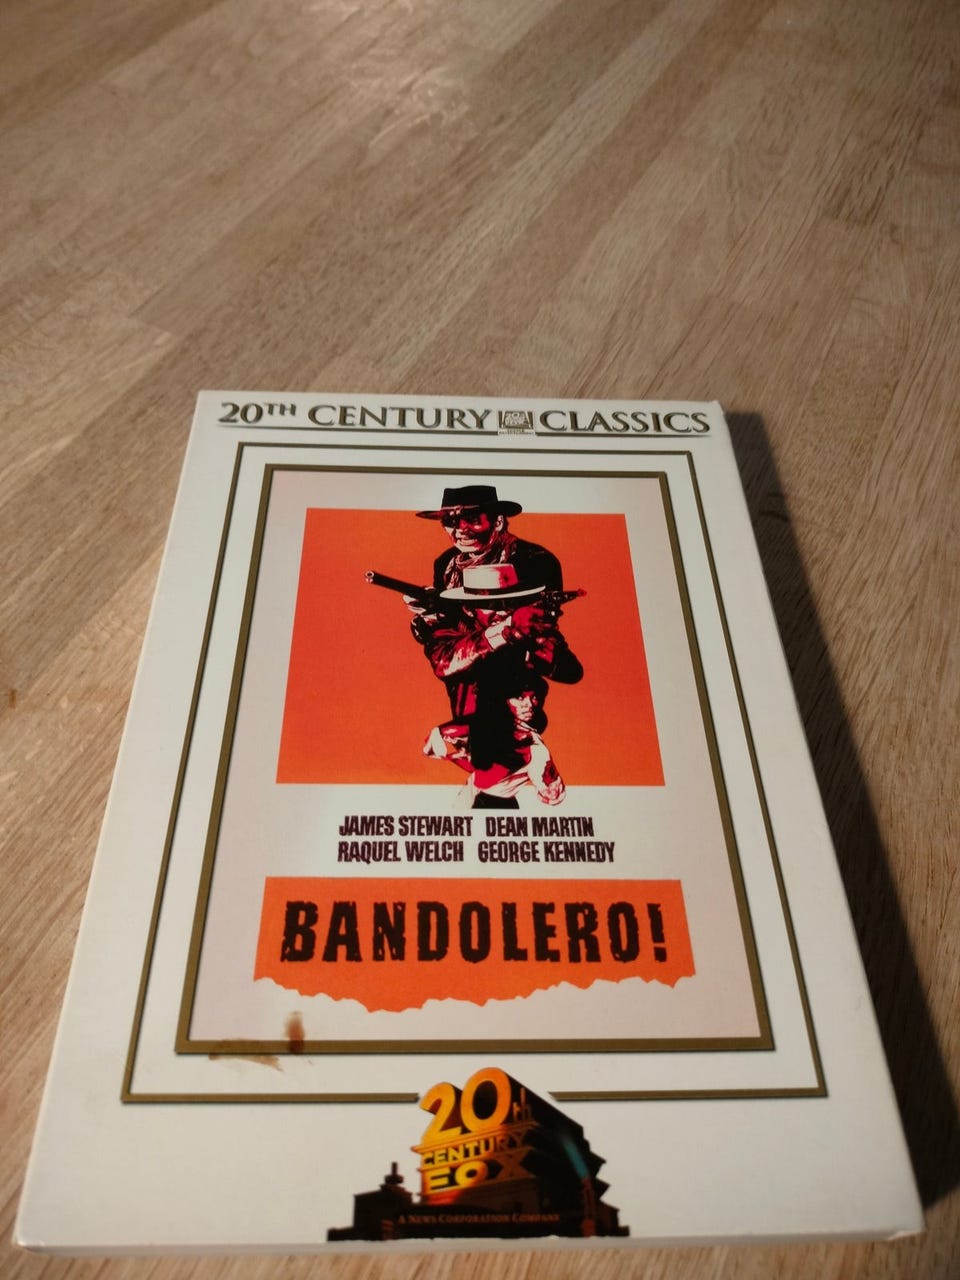 20TH CENTURY CLASSICS
JAMES STEWART DEAN MARTIN
RAQUEL WELCH GEORGE KENNEDY
BANDOLERO!
20th
CENTURY
FOX
A NEWS CORPORATION COMPANY